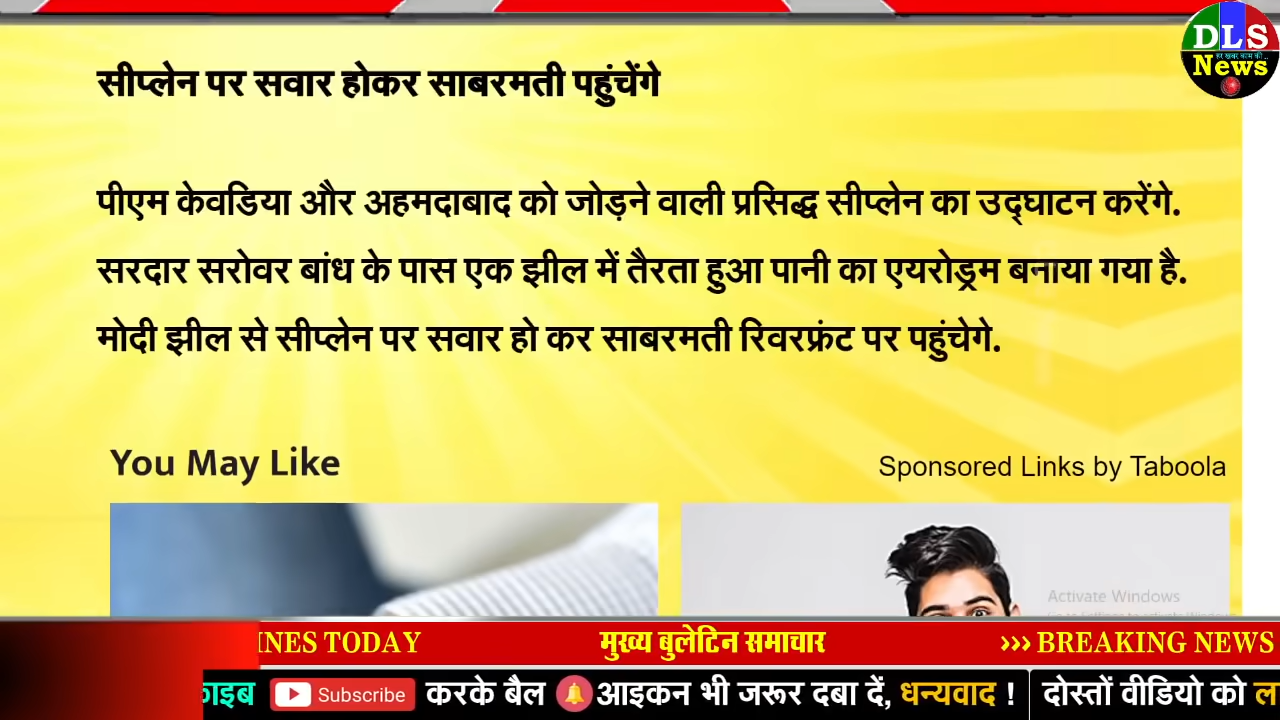 DLS
News
सीप्लेन पर सवार होकर साबरमती पहुंचेंगे
पीएम केवडिया और अहमदाबाद को जोड़ने वाली प्रसिद्ध सीप्लेन का उद्घाटन करेंगे.
सरदार सरोवर बांध के पास एक झील में तैरता हुआ पानी का एयरोड्रम बनाया गया है.
मोदी झील से सीप्लेन पर सवार हो कर साबरमती रिवरफ्रंट पर पहुंचेगे.
You May Like
Sponsored Links by Taboola
Activate Windows
INES TODAY मुख्य बुलेटिन समाचार ››› BREAKING NEWS
काइब Subscribe करके बैल आइकन भी जरूर दबा दें, धन्यवाद ! दोस्तों वीडियो को ल